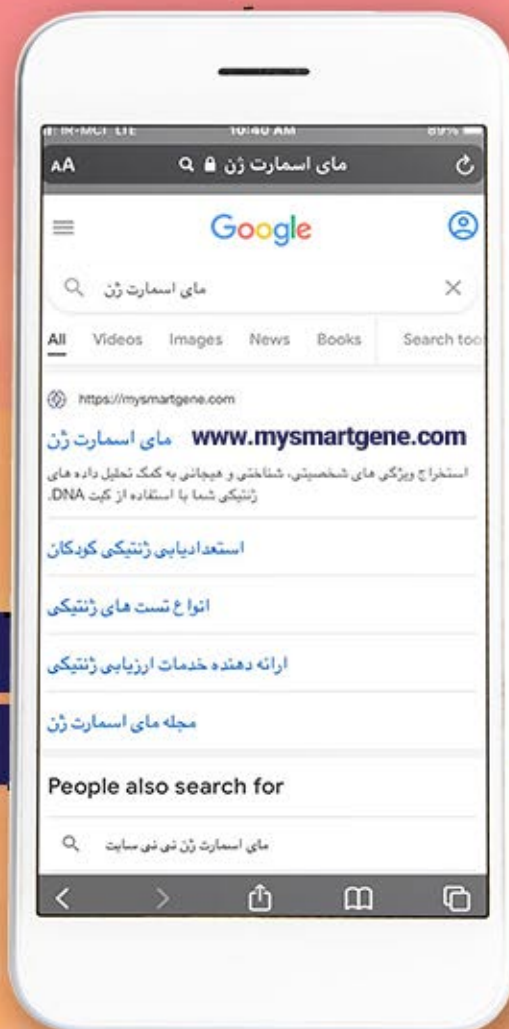 IR-MCI LTE 10:40 AM 89%
AA مای اسمارت ژن
Google
مای اسمارت ژن
All Videos Images News Books Search too
https://mysmartgene.com
مای اسمارت ژن www.mysmartgene.com
استخراج ویژگی های شخصیتی، شناختی و هیجانی به کمک تحلیل داده های
ژنتیکی شما با استفاده از کیت DNA.
استعدادیابی ژنتیکی کودکان
انواع تست های ژنتیکی
ارائه دهنده خدمات ارزیابی ژنتیکی
مجله مای اسمارت ژن
People also search for
مای اسمارت ژن نی نی سایت